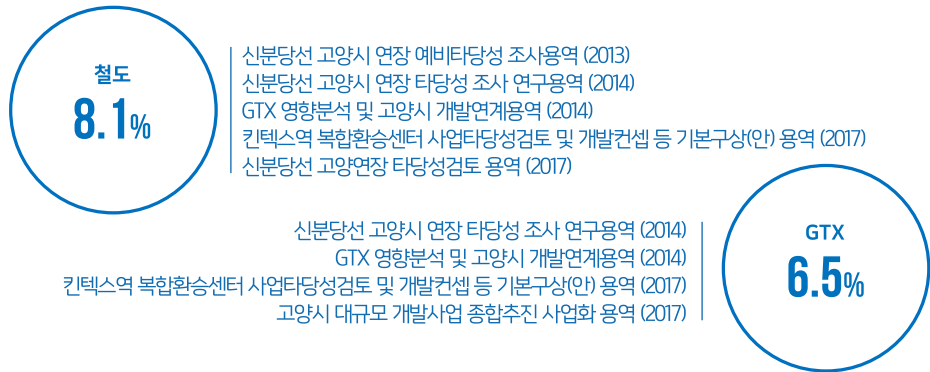 철도
8.1%
신분당선 고양시 연장 예비타당성 조사용역 (2013)
신분당선 고양시 연장 타당성 조사 연구용역 (2014)
GTX 영향분석 및 고양시 개발연계용역 (2014)
킨텍스역 복합환승센터 사업타당성검토 및 개발컨셉 등 기본구상(안) 용역 (2017)
신분당선 고양연장 타당성검토 용역 (2017)
신분당선 고양시 연장 타당성 조사 연구용역 (2014)
GTX 영향분석 및 고양시 개발연계용역 (2014)
킨텍스역 복합환승센터 사업타당성검토 및 개발컨셉 등 기본구상(안) 용역 (2017)
고양시 대규모 개발사업 종합추진 사업화 용역 (2017)
GTX
6.5%